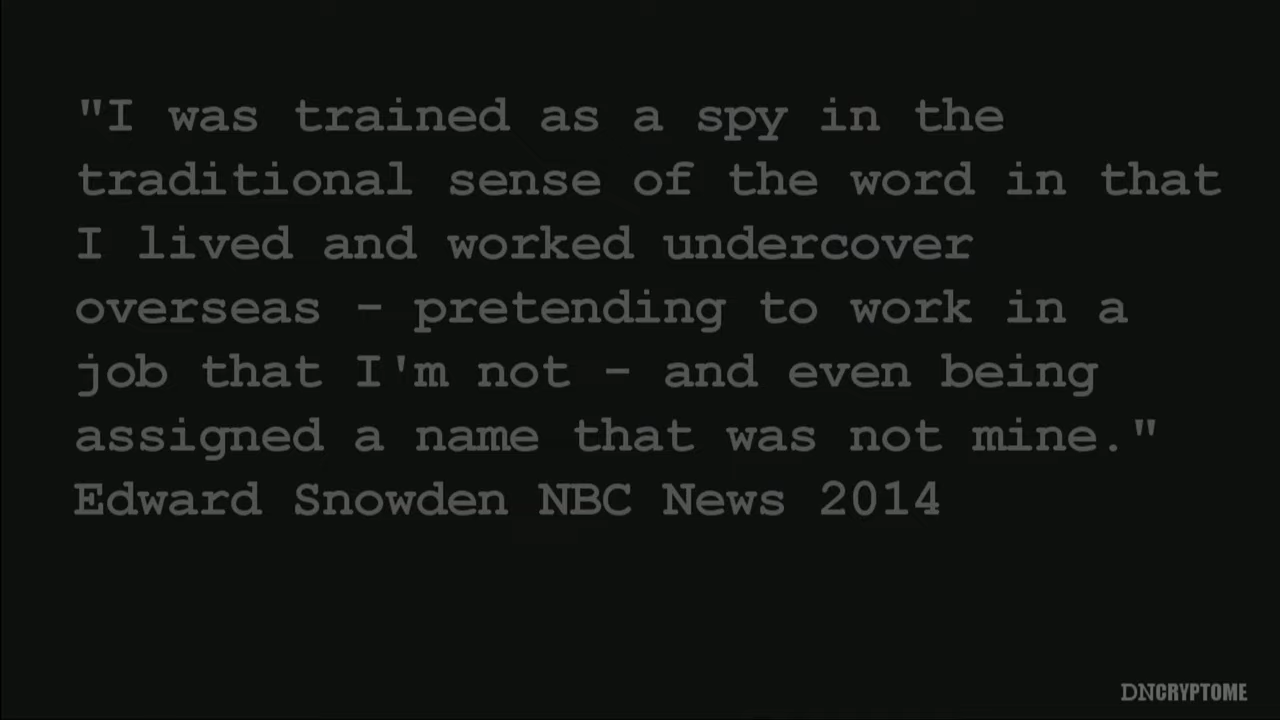 "I was trained as a spy in the
traditional sense of the word in that
I lived and worked undercover
overseas - pretending to work in a
job that I'm not - and even being
assigned a name that was not mine."
Edward Snowden NBC News 2014
DNCRYPTOME